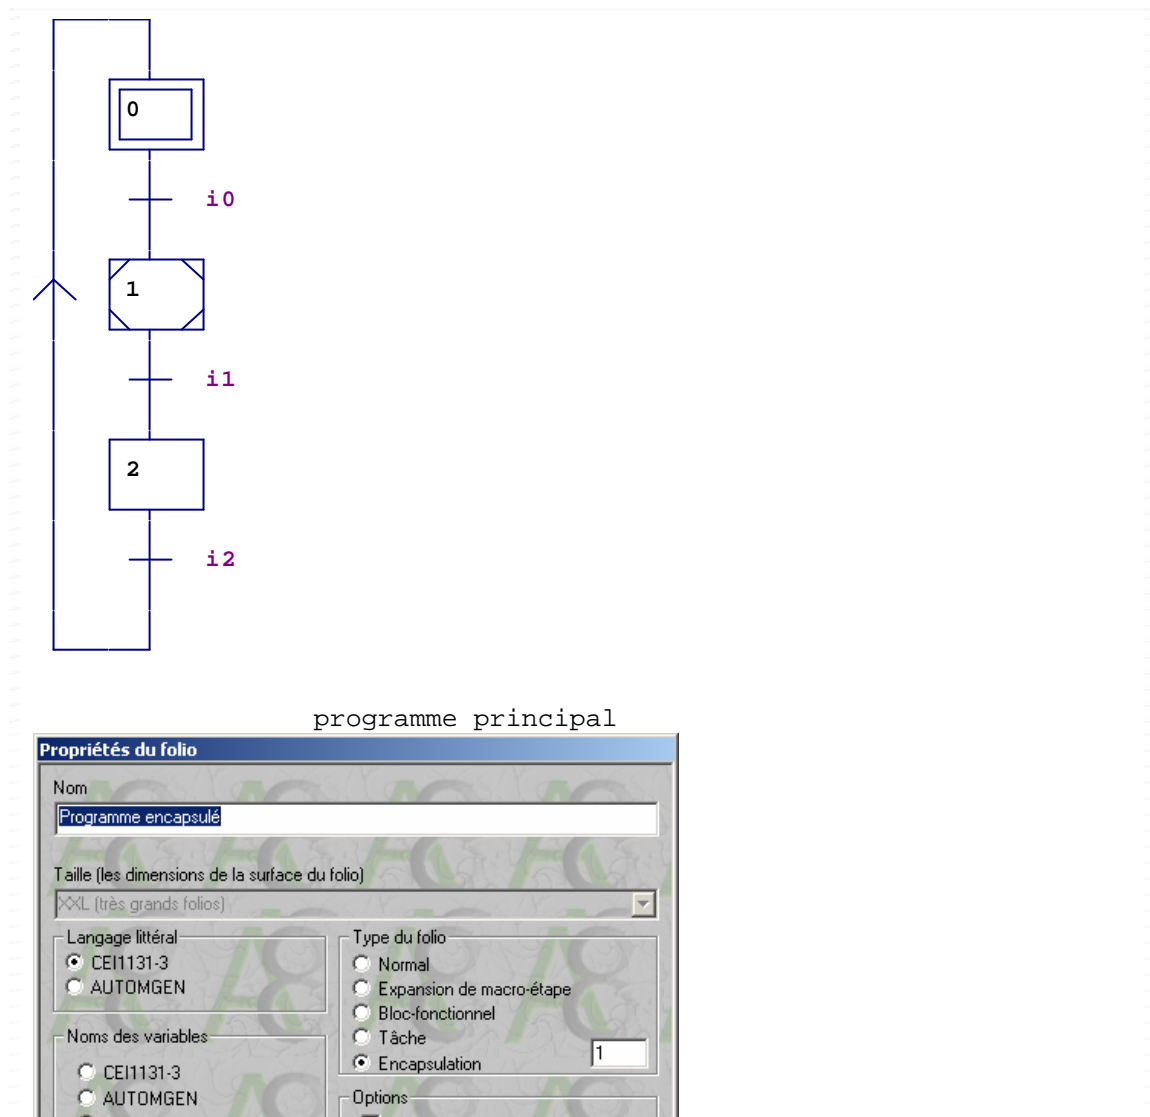 0
i0
1
i1
2
i2
programme principal
Propriétés du folio
Nom
Programme encapsulé
Taille (les dimensions de la surface du folio)
XXL (très grands folios)
Langage littéral
CEI1131-3
AUTOMGEN
Type du folio
Normal
Expansion de macro-étape
Bloc-fonctionnel
Tâche
Encapsulation
1
Noms des variables
CEI1131-3
AUTOMGEN
Options